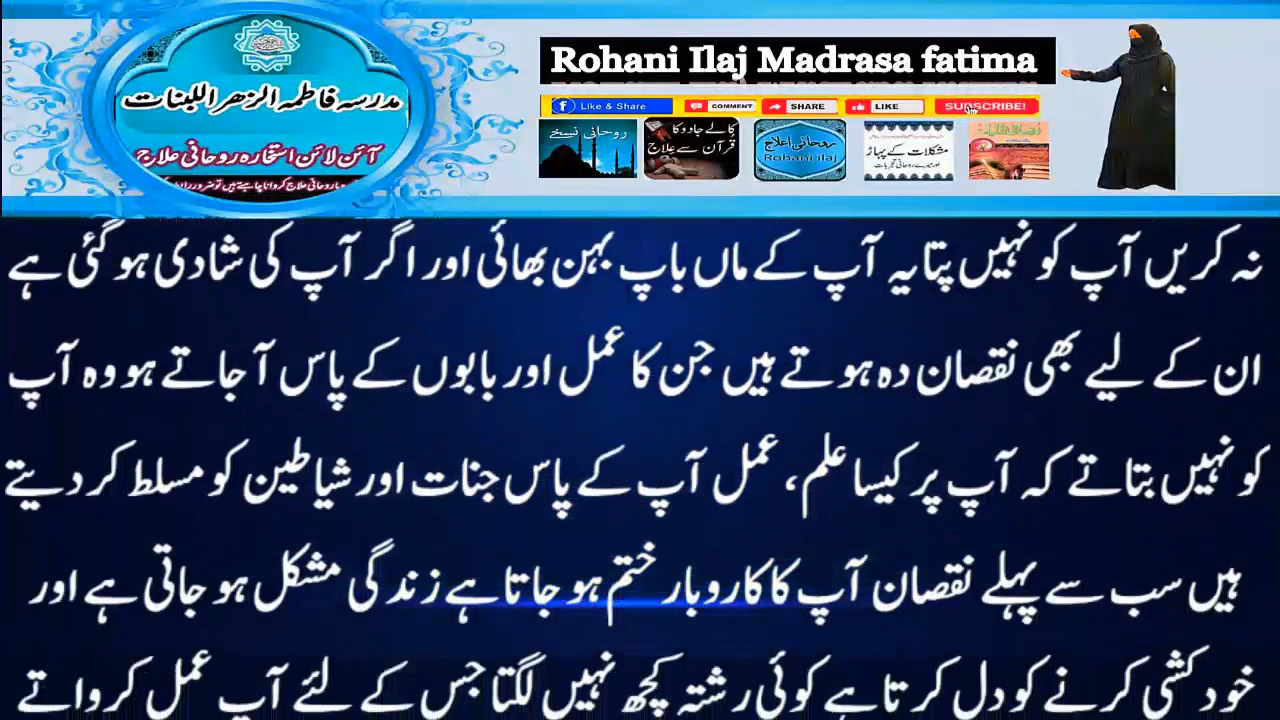 مدرسہ فاطمہ الزھرا للبنات
آئن لائن استخارہ روحانی علاج
Rohani Ilaj Madrasa fatima
Like & Share
COMMENT
SHARE
LIKE
SUBSCRIBE!
روحانی نسخے
کالے جادو کا
قرآن سے علاج
روحانی علاج
Rohani ilaj
مشکلات کے پہاڑ
نہ کریں آپ کو نہیں پتا یہ آپ کے ماں باپ بہن بھائی اور اگر آپ کی شادی ہو گئی ہے
ان کے لیے بھی نقصان دہ ہوتے ہیں جن کا عمل اور بابوں کے پاس آ جاتے ہو وہ آپ
کو نہیں بتاتے کہ آپ پر کیسا علم، عمل آپ کے پاس جنات اور شیاطین کو مسلط کر دیتے
ہیں سب سے پہلے نقصان آپ کا کاروبار ختم ہو جاتا ہے زندگی مشکل ہو جاتی ہے اور
خودکشی کرنے کو دل کرتا ہے کوئی رشتہ کچھ نہیں لگتا جس کے لئے آپ عمل کرواتے